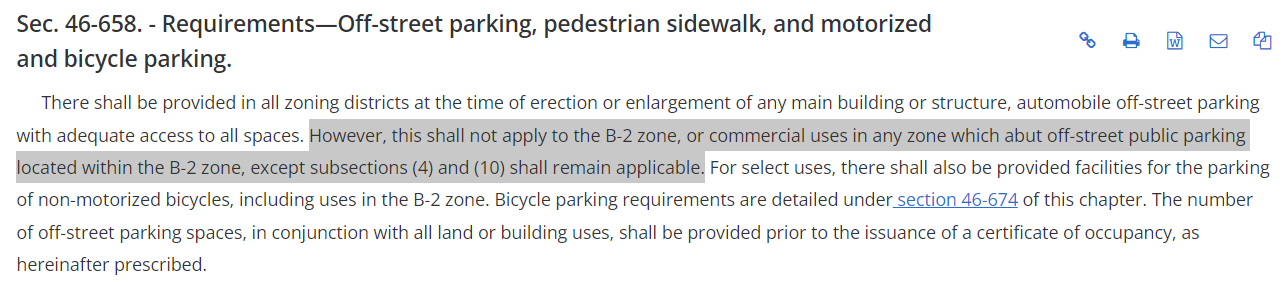 Sec. 46-658. - Requirements—Off-street parking, pedestrian sidewalk, and motorized
and bicycle parking.
There shall be provided in all zoning districts at the time of erection or enlargement of any main building or structure, automobile off-street parking
with adequate access to all spaces. However, this shall not apply to the B-2 zone, or commercial uses in any zone which abut off-street public parking
located within the B-2 zone, except subsections (4) and (10) shall remain applicable. For select uses, there shall also be provided facilities for the parking
of non-motorized bicycles, including uses in the B-2 zone. Bicycle parking requirements are detailed under section 46-674 of this chapter. The number
of off-street parking spaces, in conjunction with all land or building uses, shall be provided prior to the issuance of a certificate of occupancy, as
hereinafter prescribed.